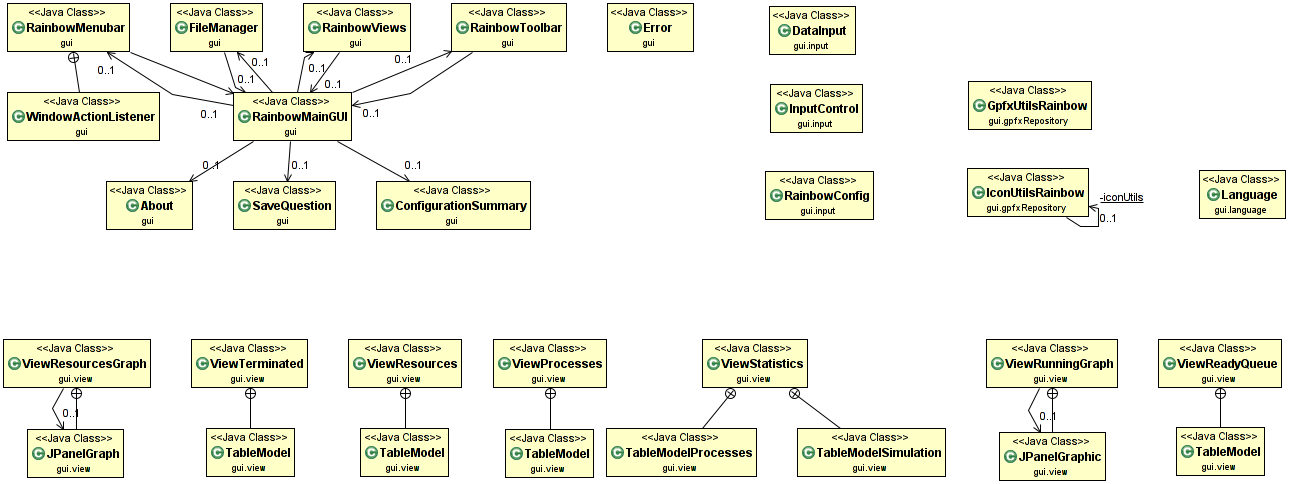 <<Java Class>>
RainbowMenubar
gui
<<Java Class>>
FileManager
gui
<<Java Class>>
RainbowViews
gui
<<Java Class>>
RainbowToolbar
gui
<<Java Class>>
Error
gui
<<Java Class>>
DataInput
gui.input
0..1
0..1
0..1
0..1
0..1
0..1
0..1
0..1
<<Java Class>>
WindowActionListener
gui
<<Java Class>>
RainbowMainGUI
gui
<<Java Class>>
InputControl
gui.input
<<Java Class>>
GpfxUtilsRainbow
gui.gpfxRepository
0..1
0..1
0..1
<<Java Class>>
About
gui
<<Java Class>>
SaveQuestion
gui
<<Java Class>>
ConfigurationSummary
gui
<<Java Class>>
RainbowConfig
gui.input
<<Java Class>>
IconUtilsRainbow
gui.gpfxRepository
-iconUtils
0..1
<<Java Class>>
Language
gui.language
<<Java Class>>
ViewResourcesGraph
gui.view
<<Java Class>>
ViewTerminated
gui.view
<<Java Class>>
ViewResources
gui.view
<<Java Class>>
ViewProcesses
gui.view
<<Java Class>>
ViewStatistics
gui.view
<<Java Class>>
ViewRunningGraph
gui.view
<<Java Class>>
ViewReadyQueue
gui.view
0..1
0..1
<<Java Class>>
JPanelGraph
gui.view
<<Java Class>>
TableModel
gui.view
<<Java Class>>
TableModel
gui.view
<<Java Class>>
TableModel
gui.view
<<Java Class>>
TableModelProcesses
gui.view
<<Java Class>>
TableModelSimulation
gui.view
<<Java Class>>
JPanelGraphic
gui.view
<<Java Class>>
TableModel
gui.view